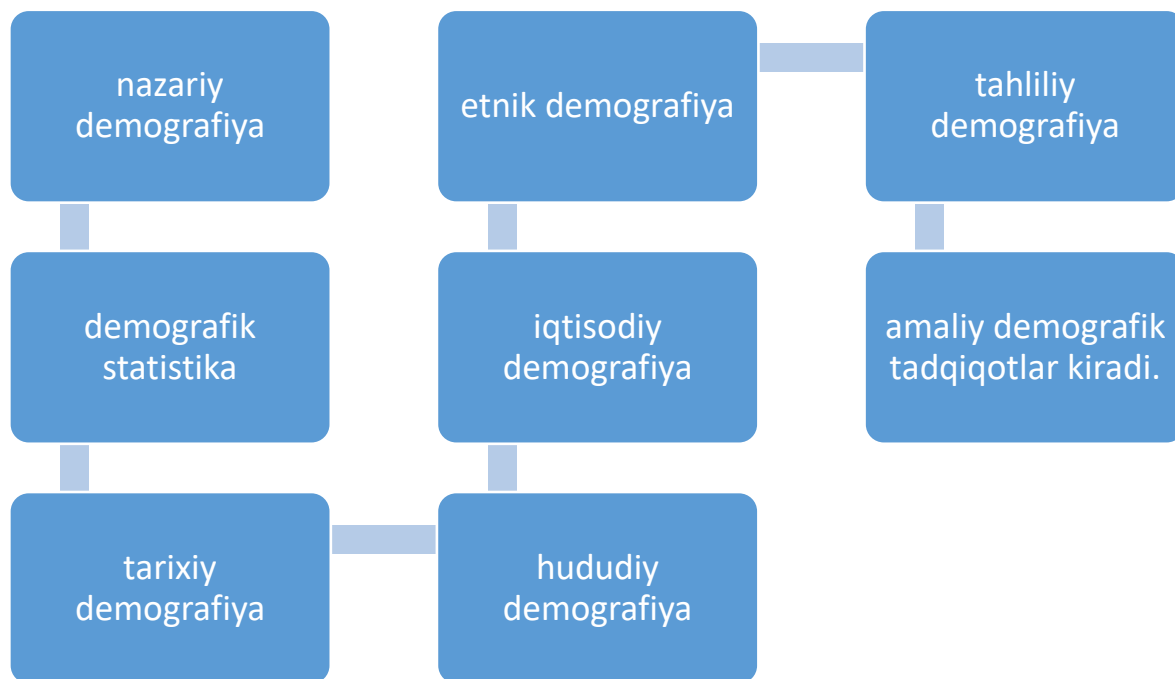 nazariy
demografiya
demografik
statistika
tarixiy
demografiya
hududiy
demografiya
iqtisodiy
demografiya
etnik demografiya
tahliliy
demografiya
amaliy demografik
tadqiqotlar kiradi.